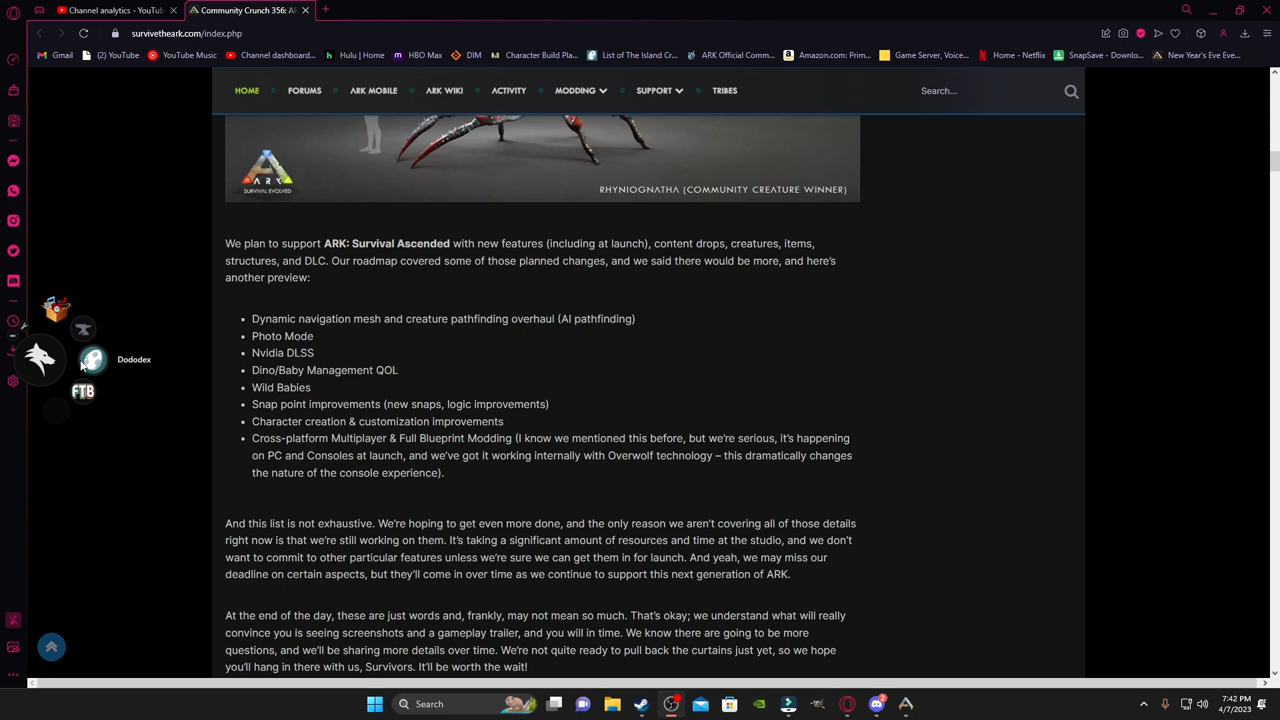 Channel analytics - YouTube
Community Crunch 356: AR
survivetheark.com/index.php
Gmail
YouTube
YouTube Music
Channel dashboard...
Hulu | Home
HBO Max
DIM
Character Build Pla...
List of The Island Cr...
ARK Official Comm...
Amazon.com: Prim...
Game Server, Voice...
Home - Netflix
SnapSave - Downlo...
New Year's Eve Eve...
HOME
FORUMS
ARK MOBILE
ARK WIKI
ACTIVITY
MODDING
SUPPORT
TRIBES
Search...
ARK
SURVIVAL EVOLVED
RHYNIOGNATHA (COMMUNITY CREATURE WINNER)
We plan to support ARK: Survival Ascended with new features (including at launch), content drops, creatures, items,
structures, and DLC. Our roadmap covered some of those planned changes, and we said there would be more, and here's
another preview:
Dynamic navigation mesh and creature pathfinding overhaul (AI pathfinding)
Photo Mode
Nvidia DLSS
Dino/Baby Management QOL
Wild Babies
Snap point improvements (new snaps, logic improvements)
Character creation & customization improvements
Cross-platform Multiplayer & Full Blueprint Modding (I know we mentioned this before, but we're serious, it's happening
on PC and Consoles at launch, and we've got it working internally with Overwolf technology – this dramatically changes
the nature of the console experience).
Dododex
FTB
And this list is not exhaustive. We're hoping to get even more done, and the only reason we aren't covering all of those details
right now is that we're still working on them. It's taking a significant amount of resources and time at the studio, and we don't
want to commit to other particular features unless we're sure we can get them in for launch. And yeah, we may miss our
deadline on certain aspects, but they'll come in over time as we continue to support this next generation of ARK.
At the end of the day, these are just words and, frankly, may not mean so much. That's okay; we understand what will really
convince you is seeing screenshots and a gameplay trailer, and you will in time. We know there are going to be more
questions, and we'll be sharing more details over time. We're not quite ready to pull back the curtains just yet, so we hope
you'll hang in there with us, Survivors. It'll be worth the wait!
Search
2
7:42 PM
4/7/2023